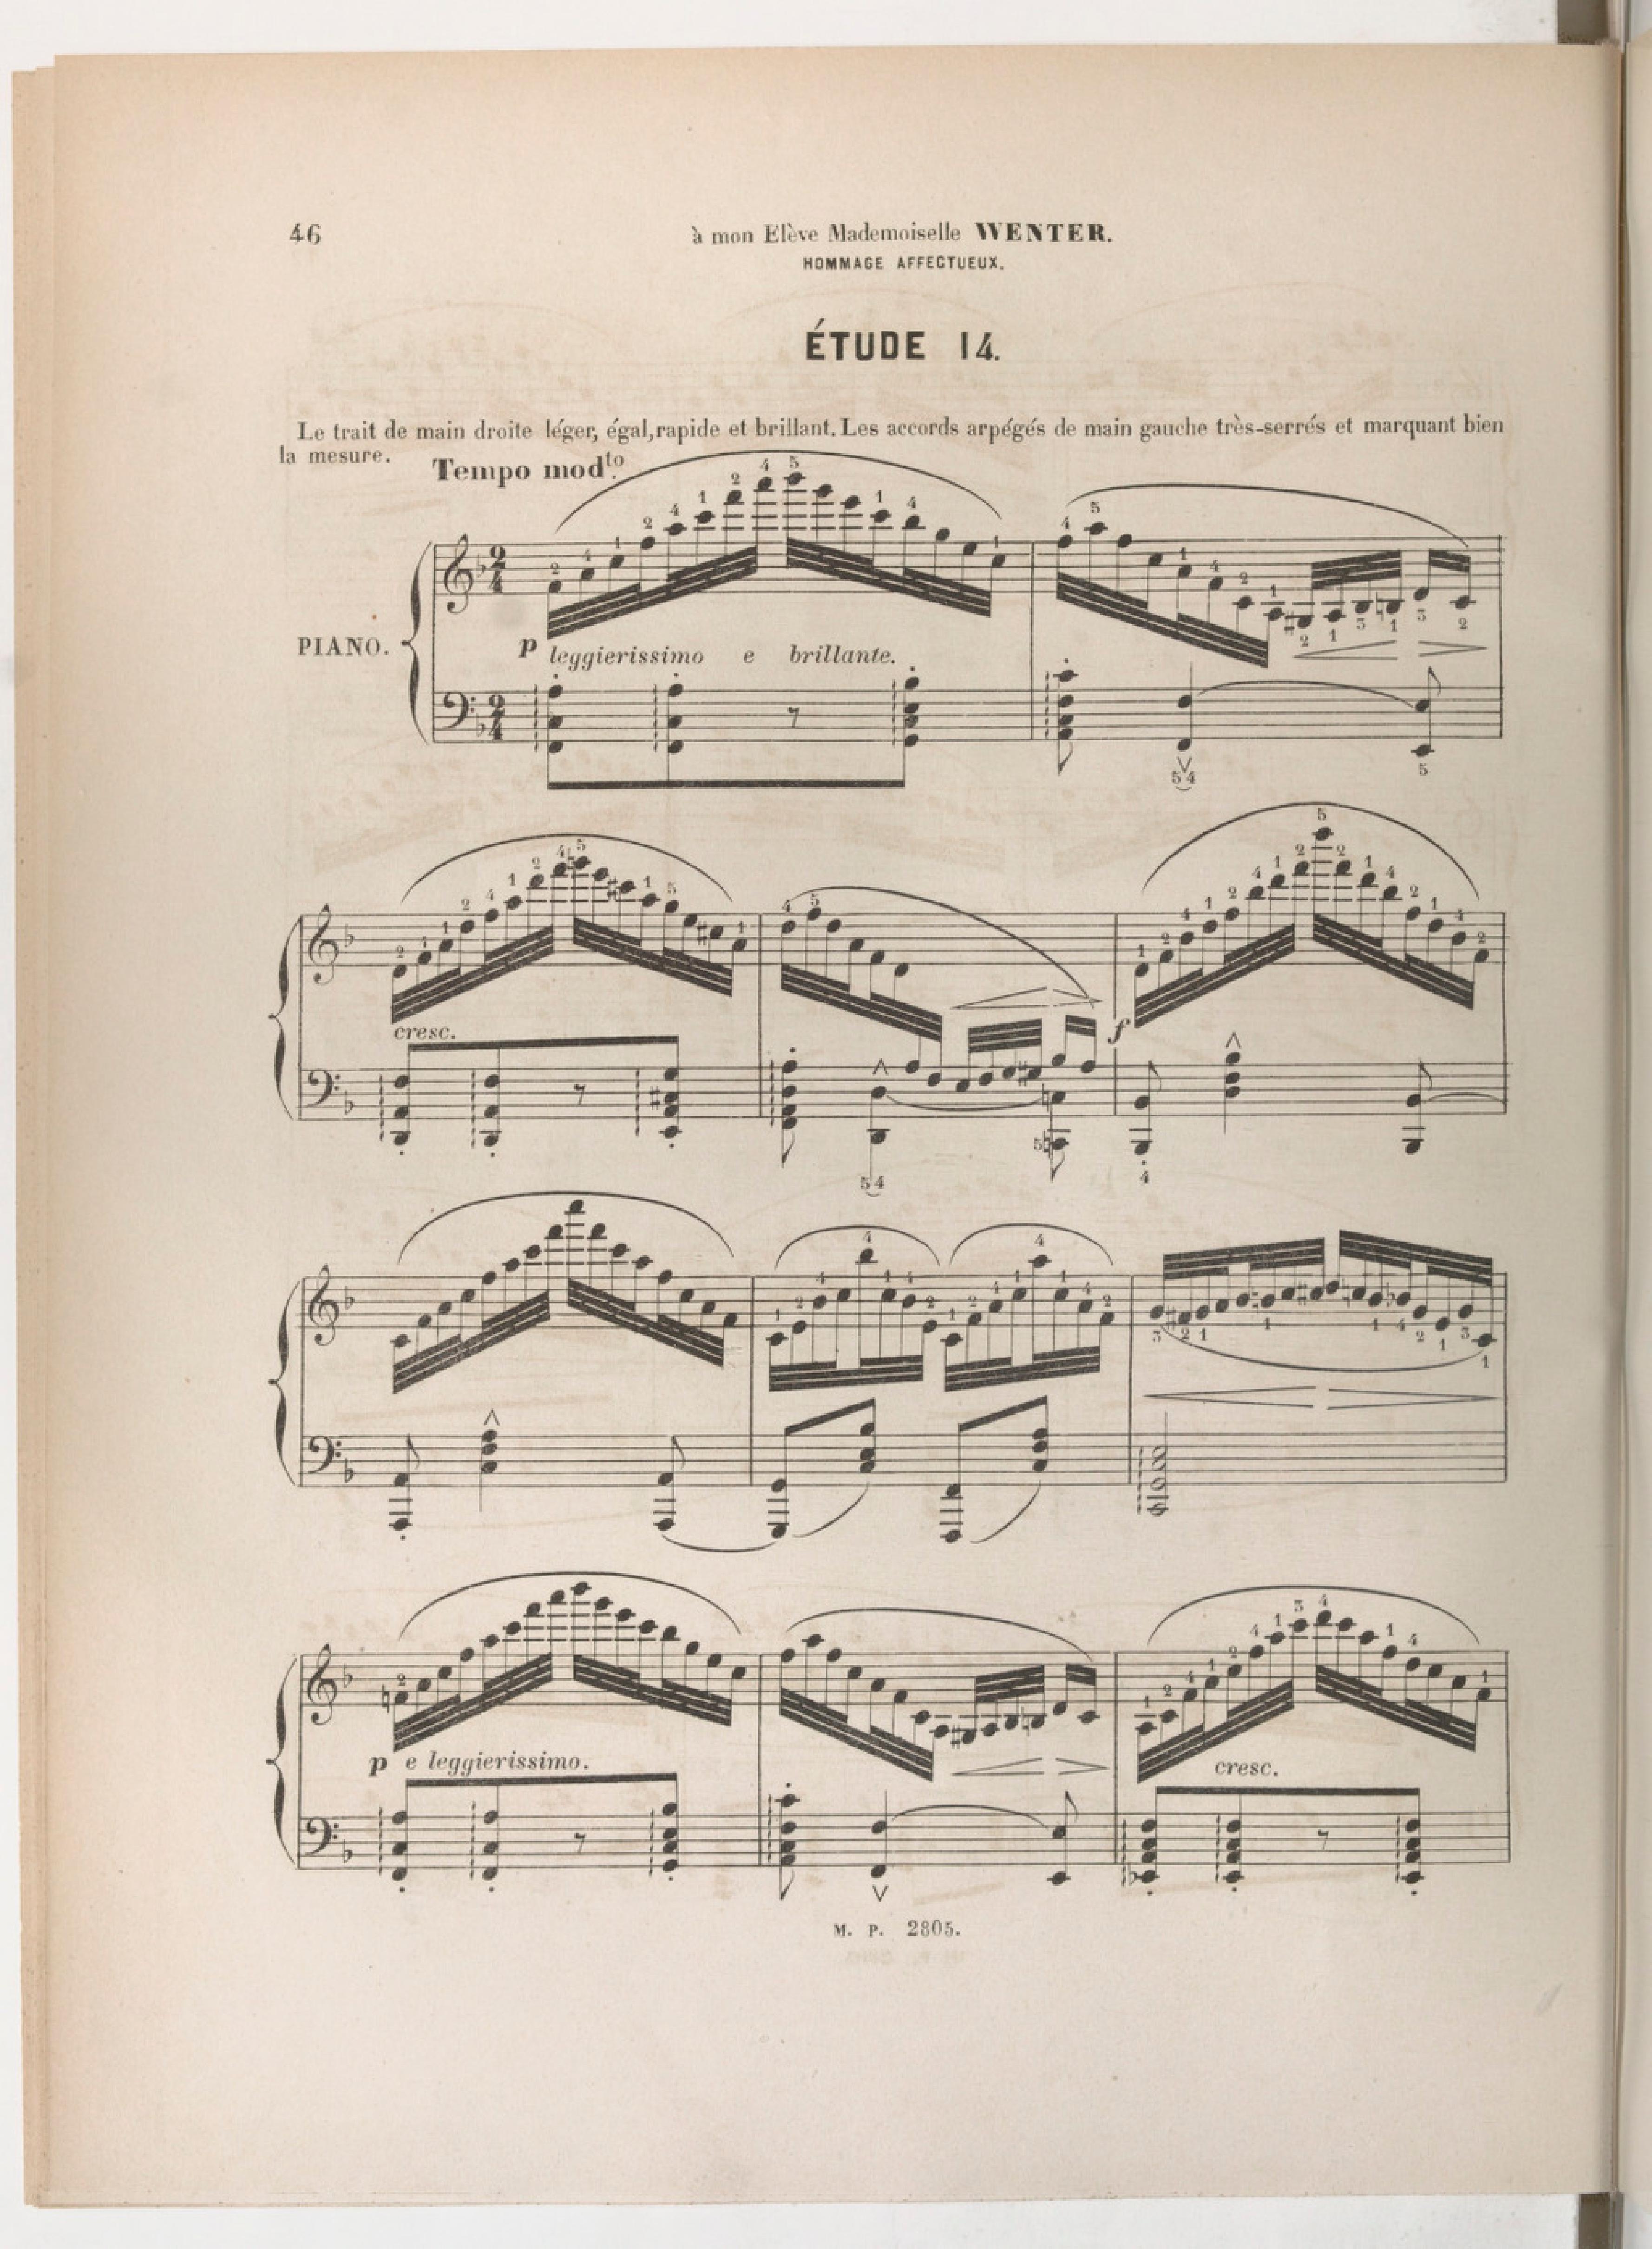 46
à mon Elève Mademoiselle WENTER.
HOMMAGE AFFECTUEUX.
ÉTUDE 14.
Le trait de main droite léger, égal, rapide et brillant. Les accords arpégés de main gauche très-serrés et marquant bien
la mesure.
Tempo mod.to
PIANO.
p leggierissimo e brillante.
cresc.
f
p e leggierissimo.
cresc.
M. P. 2805.